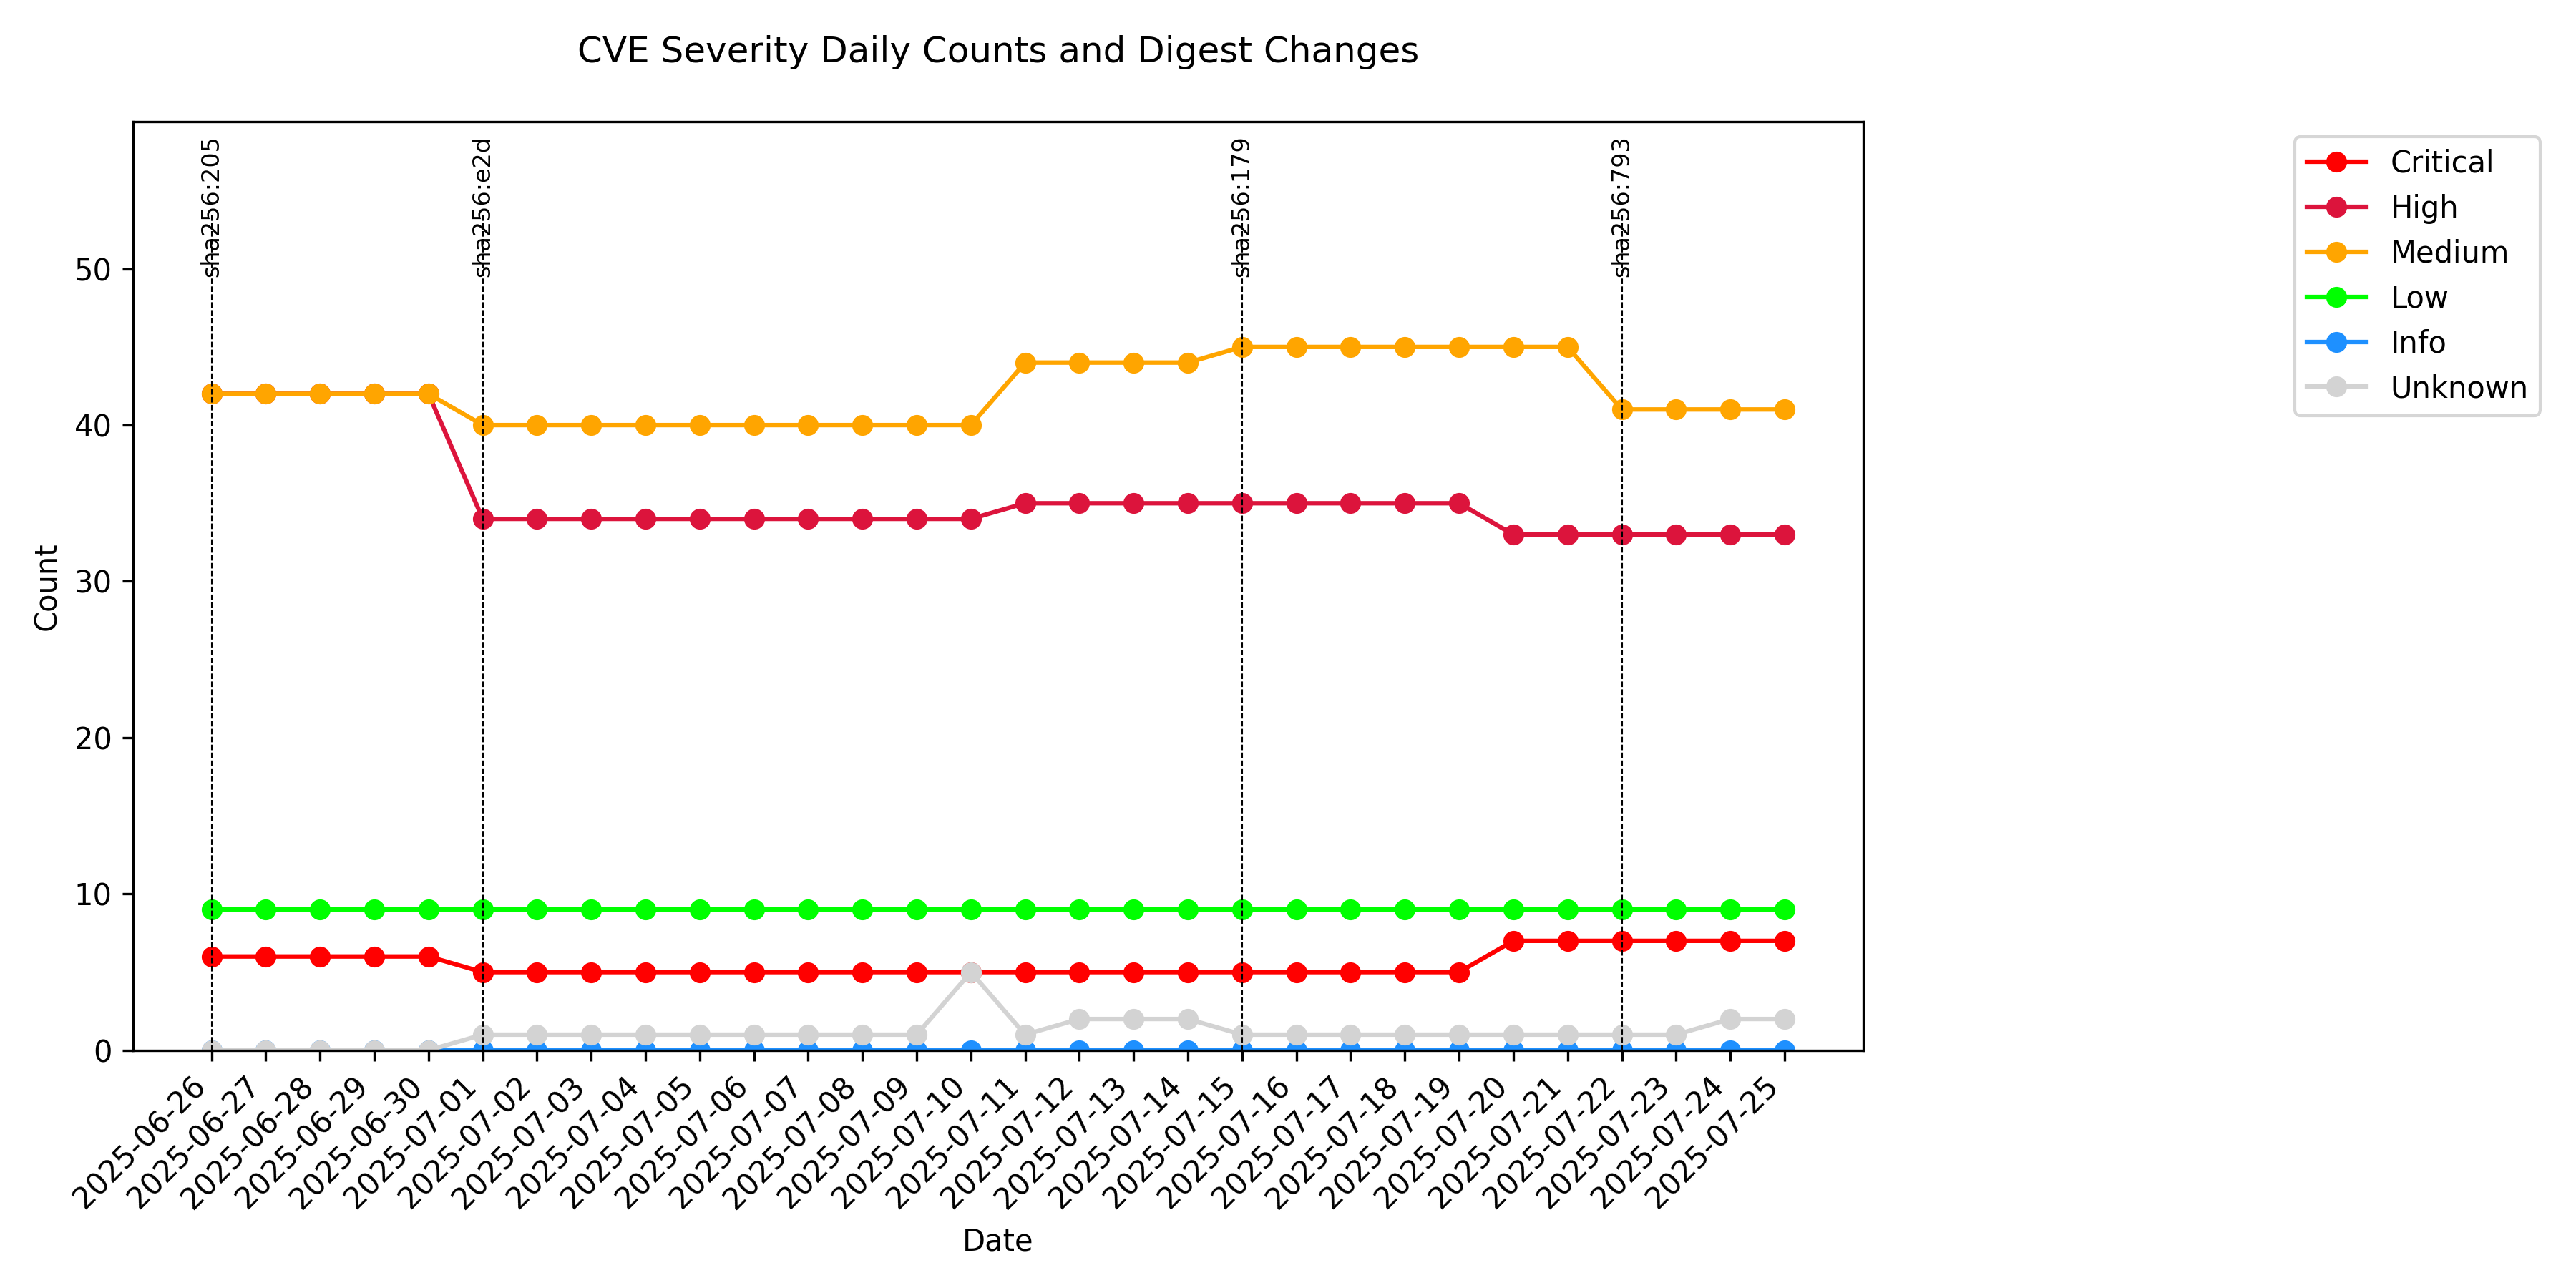 CVE Severity Daily Counts and Digest Changes
sha256:205
sha256:e2d
sha256:179
sha256:793
Critical
High
Medium
Low
Info
Unknown
Count
50
40
30
20
10
0
2025-06-26
2025-06-27
2025-06-28
2025-06-29
2025-06-30
2025-07-01
2025-07-02
2025-07-03
2025-07-04
2025-07-05
2025-07-06
2025-07-07
2025-07-08
2025-07-09
2025-07-10
2025-07-11
2025-07-12
2025-07-13
2025-07-14
2025-07-15
2025-07-16
2025-07-17
2025-07-18
2025-07-19
2025-07-20
2025-07-21
2025-07-22
2025-07-23
2025-07-24
2025-07-25
Date